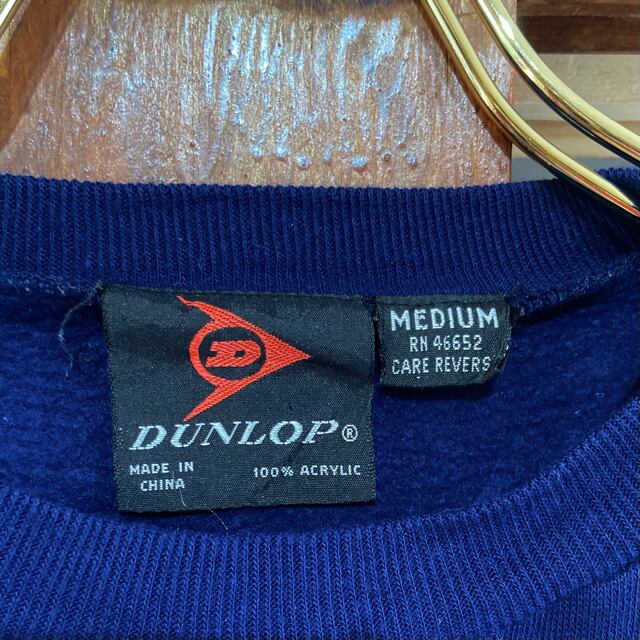 D
DUNLOP®
MADE IN CHINA
100% ACRYLIC
MEDIUM
RN 46652
CARE REVERS